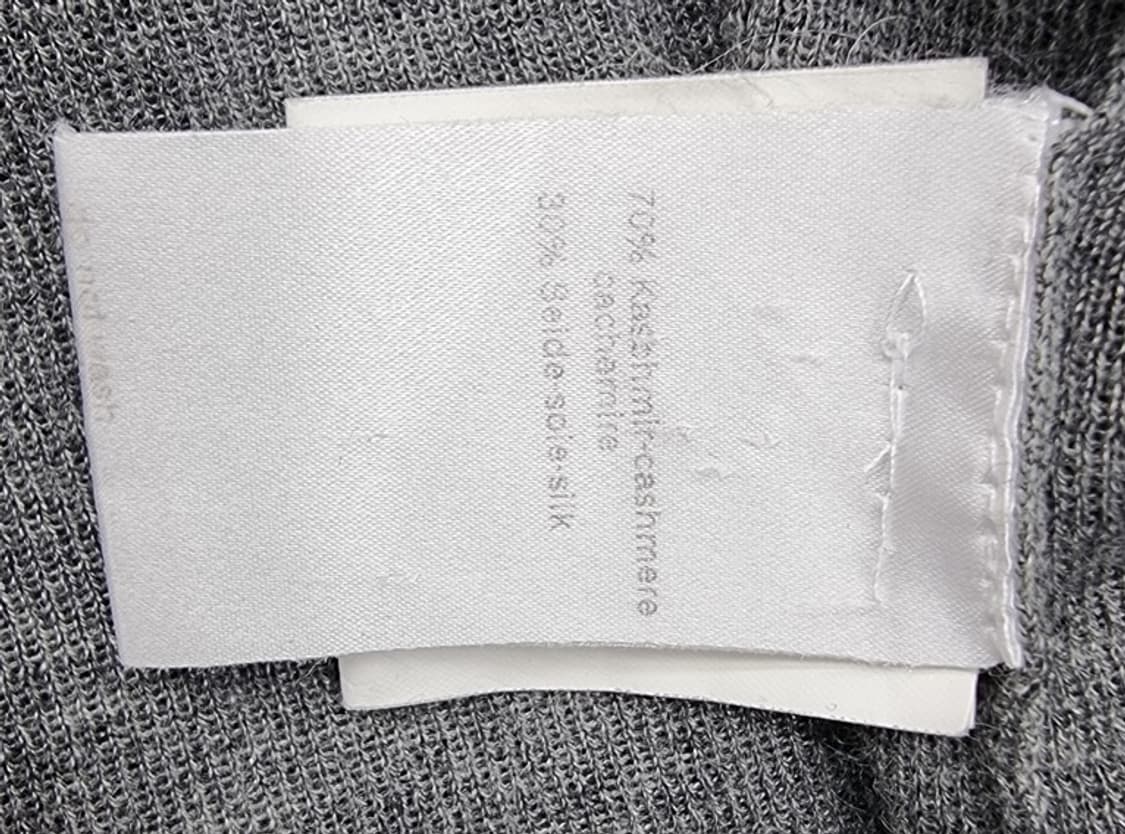 70% Kaschmir·cashmere
cachemire
30% Seide·soie·silk